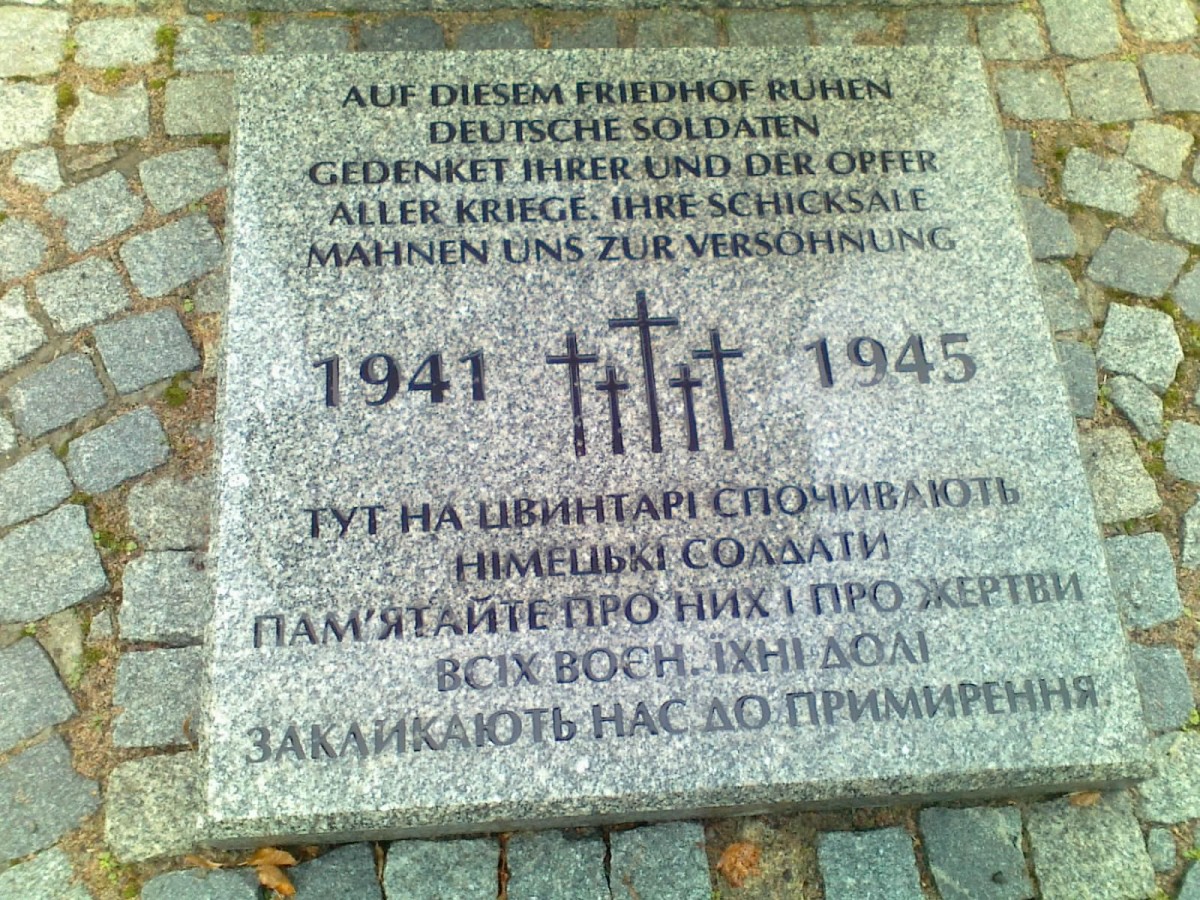 AUF DIESEM FRIEDHOF RUHEN
DEUTSCHE SOLDATEN
GEDENKET IHRER UND DER OPFER
ALLER KRIEGE. IHRE SCHICKSALE
MAHNEN UNS ZUR VERSÖHNUNG
1941 1945
ТУТ НА ЦВИНТАРІ СПОЧИВАЮТЬ
НІМЕЦЬКІ СОЛДАТИ
ПАМ'ЯТАЙТЕ ПРО НИХ І ПРО ЖЕРТВИ
ВСІХ ВОЄН. ЇХНІ ДОЛІ
ЗАКЛИКАЮТЬ НАС ДО ПРИМИРЕННЯ.